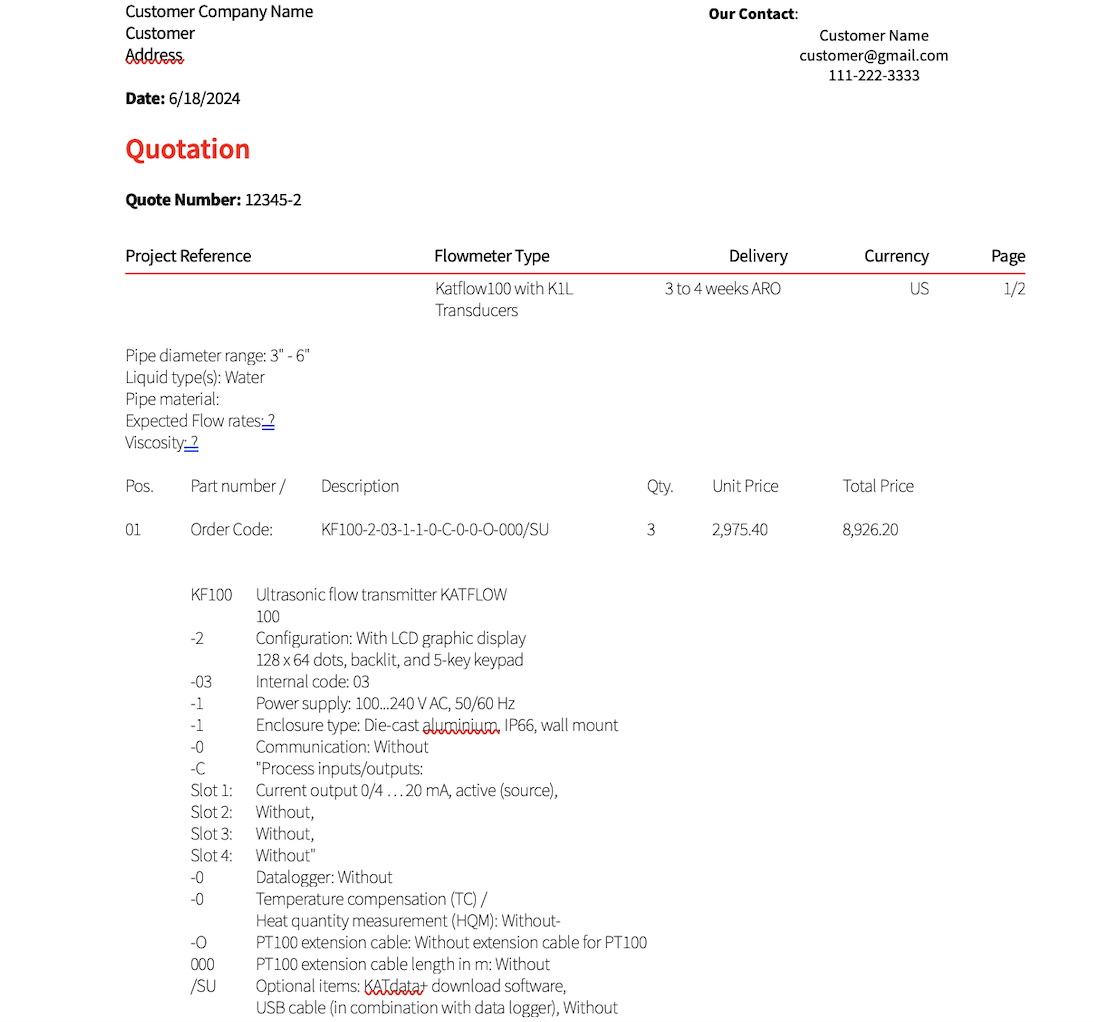 Customer Company Name
Customer
Address
Our Contact:
Customer Name
customer@gmail.com
111-222-3333
Date: 6/18/2024
Quotation
Quote Number: 12345-2
Project Reference Flowmeter Type Delivery Currency Page
Katflow100 with K1L 3 to 4 weeks ARO US 1/2
Transducers
Pipe diameter range: 3" - 6"
Liquid type(s): Water
Pipe material:
Expected Flow rates: ?
Viscosity: ?
Pos. Part number / Description Qty. Unit Price Total Price
01 Order Code: KF100-2-03-1-1-0-C-0-0-O-000/SU 3 2,975.40 8,926.20
KF100 Ultrasonic flow transmitter KATFLOW
100
-2 Configuration: With LCD graphic display
128 x 64 dots, backlit, and 5-key keypad
-03 Internal code: 03
-1 Power supply: 100...240 V AC, 50/60 Hz
-1 Enclosure type: Die-cast aluminium, IP66, wall mount
-0 Communication: Without
-C "Process inputs/outputs:
Slot 1: Current output 0/4 …20 mA, active (source),
Slot 2: Without,
Slot 3: Without,
Slot 4: Without"
-0 Datalogger: Without
-0 Temperature compensation (TC) /
Heat quantity measurement (HQM): Without-
-O PT100 extension cable: Without extension cable for PT100
000 PT100 extension cable length in m: Without
/SU Optional items: KATdata+ download software,
USB cable (in combination with data logger), Without